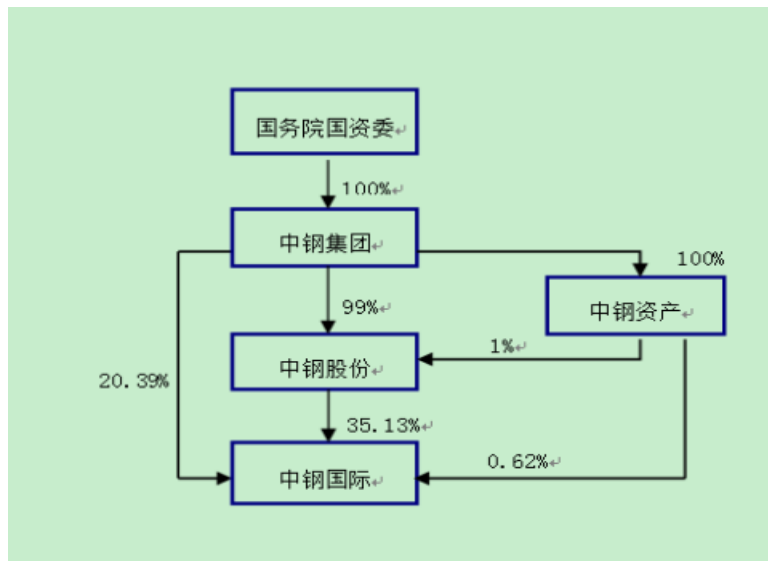 国务院国资委
100%
中钢集团
100%
99%
中钢资产
1%
中钢股份
20.39%
35.13%
0.62%
中钢国际